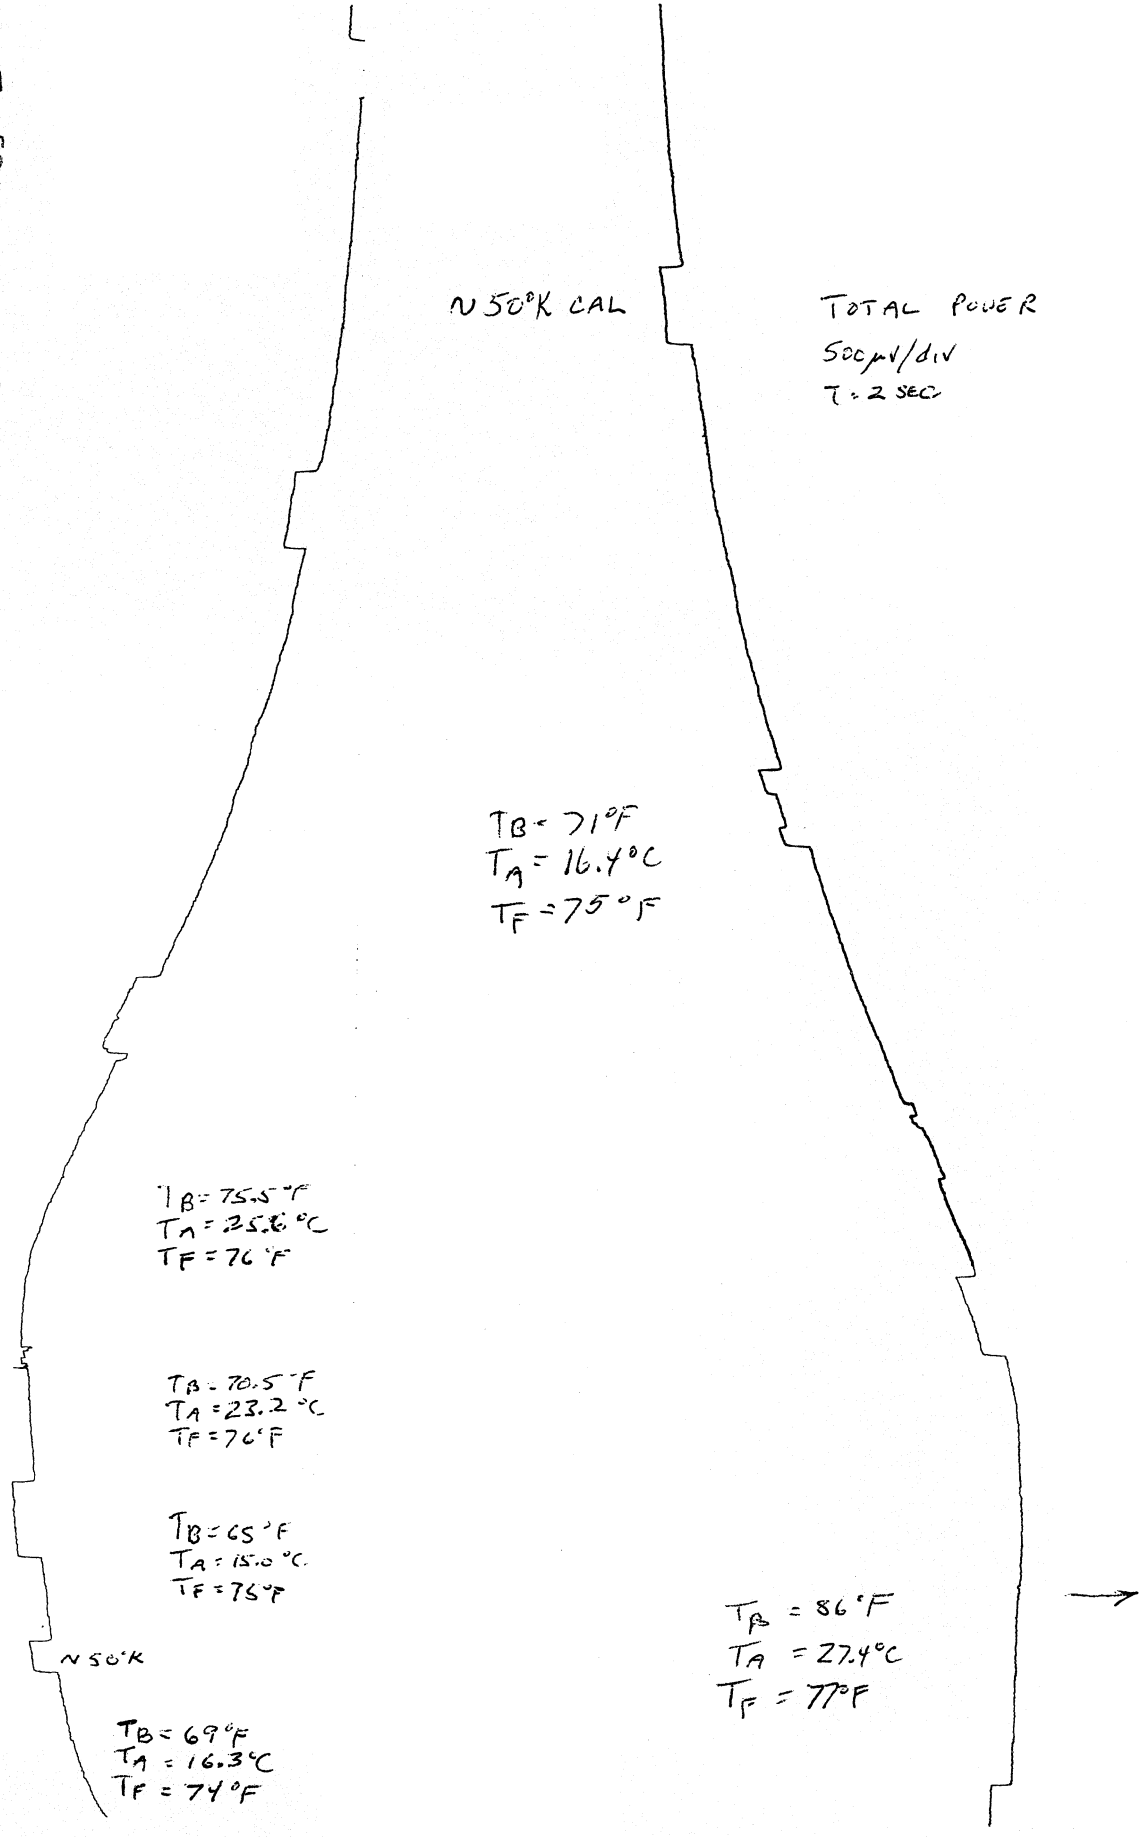 ~50°K CAL
TOTAL POWER
500μV/div
T = 2 SEC
TB = 71°F
TA = 16.4°C
TF = 75°F
TB = 75.5°F
TA = 25.6°C
TF = 76°F
TB = 70.5°F
TA = 23.2°C
TF = 76°F
TB = 65°F
TA = 15.0°C
TF = 75°F
~50°K
TB = 69°F
TA = 16.3°C
TF = 74°F
TB = 86°F
TA = 27.4°C
TF = 77°F